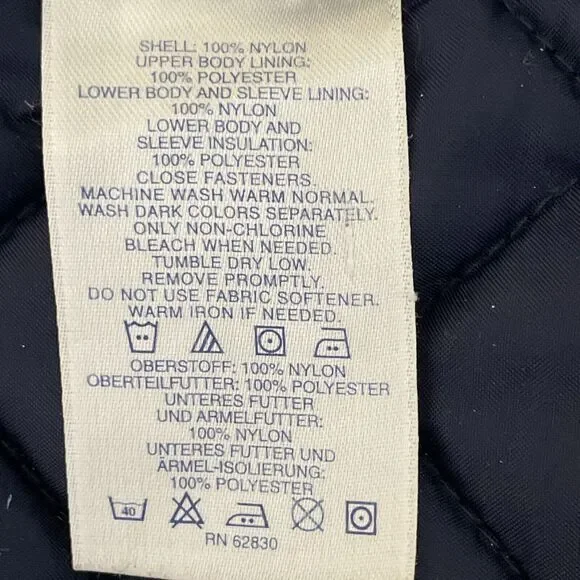 SHELL: 100% NYLON
UPPER BODY LINING:
100% POLYESTER
LOWER BODY AND SLEEVE LINING:
100% NYLON
LOWER BODY AND
SLEEVE INSULATION:
100% POLYESTER
CLOSE FASTENERS.
MACHINE WASH WARM NORMAL.
WASH DARK COLORS SEPARATELY.
ONLY NON-CHLORINE
BLEACH WHEN NEEDED.
TUMBLE DRY LOW.
REMOVE PROMPTLY.
DO NOT USE FABRIC SOFTENER.
WARM IRON IF NEEDED.
OBERSTOFF: 100% NYLON
OBERTEILFUTTER: 100% POLYESTER
UNTERES FUTTER
UND ARMELFUTTER:
100% NYLON
UNTERES FUTTER UND
ÄRMEL-ISOLIERUNG:
100% POLYESTER
40
RN 62830